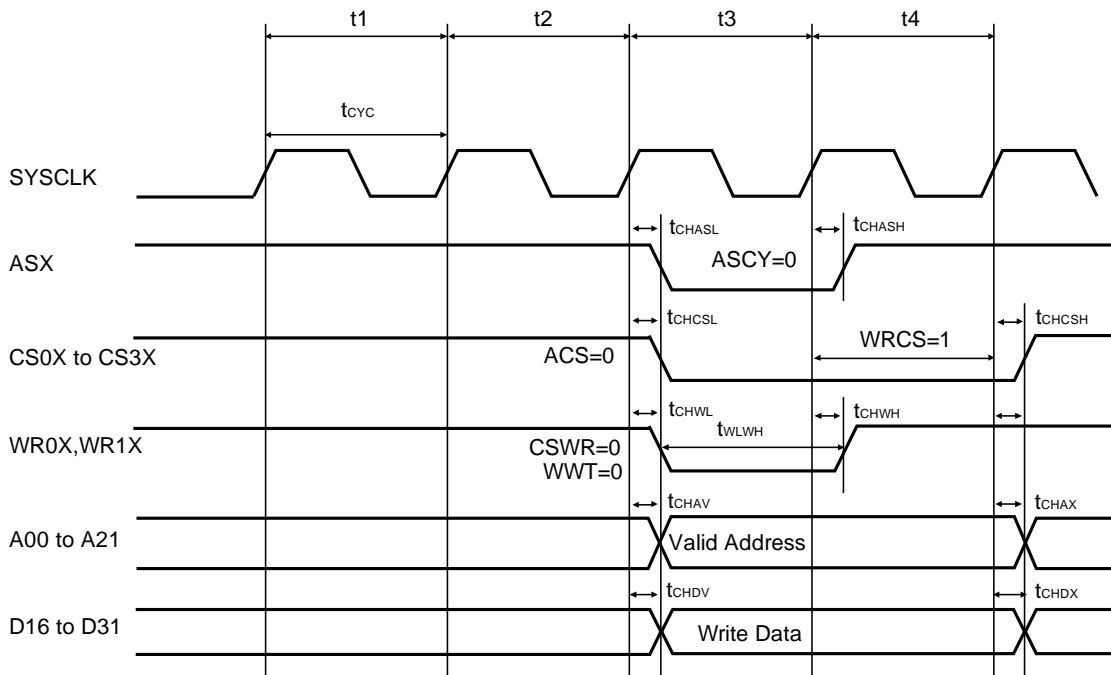 t1 t2 t3 t4
tCYC
SYSCLK
tCHASL tCHASH
ASX ASCY=0
tCHCSL tCHCSH
CS0X to CS3X ACS=0 WRCS=1
tCHWL tWLWH tCHWH
WR0X,WR1X CSWR=0
WWT=0
tCHAV tCHAX
A00 to A21 Valid Address
tCHDV tCHDX
D16 to D31 Write Data